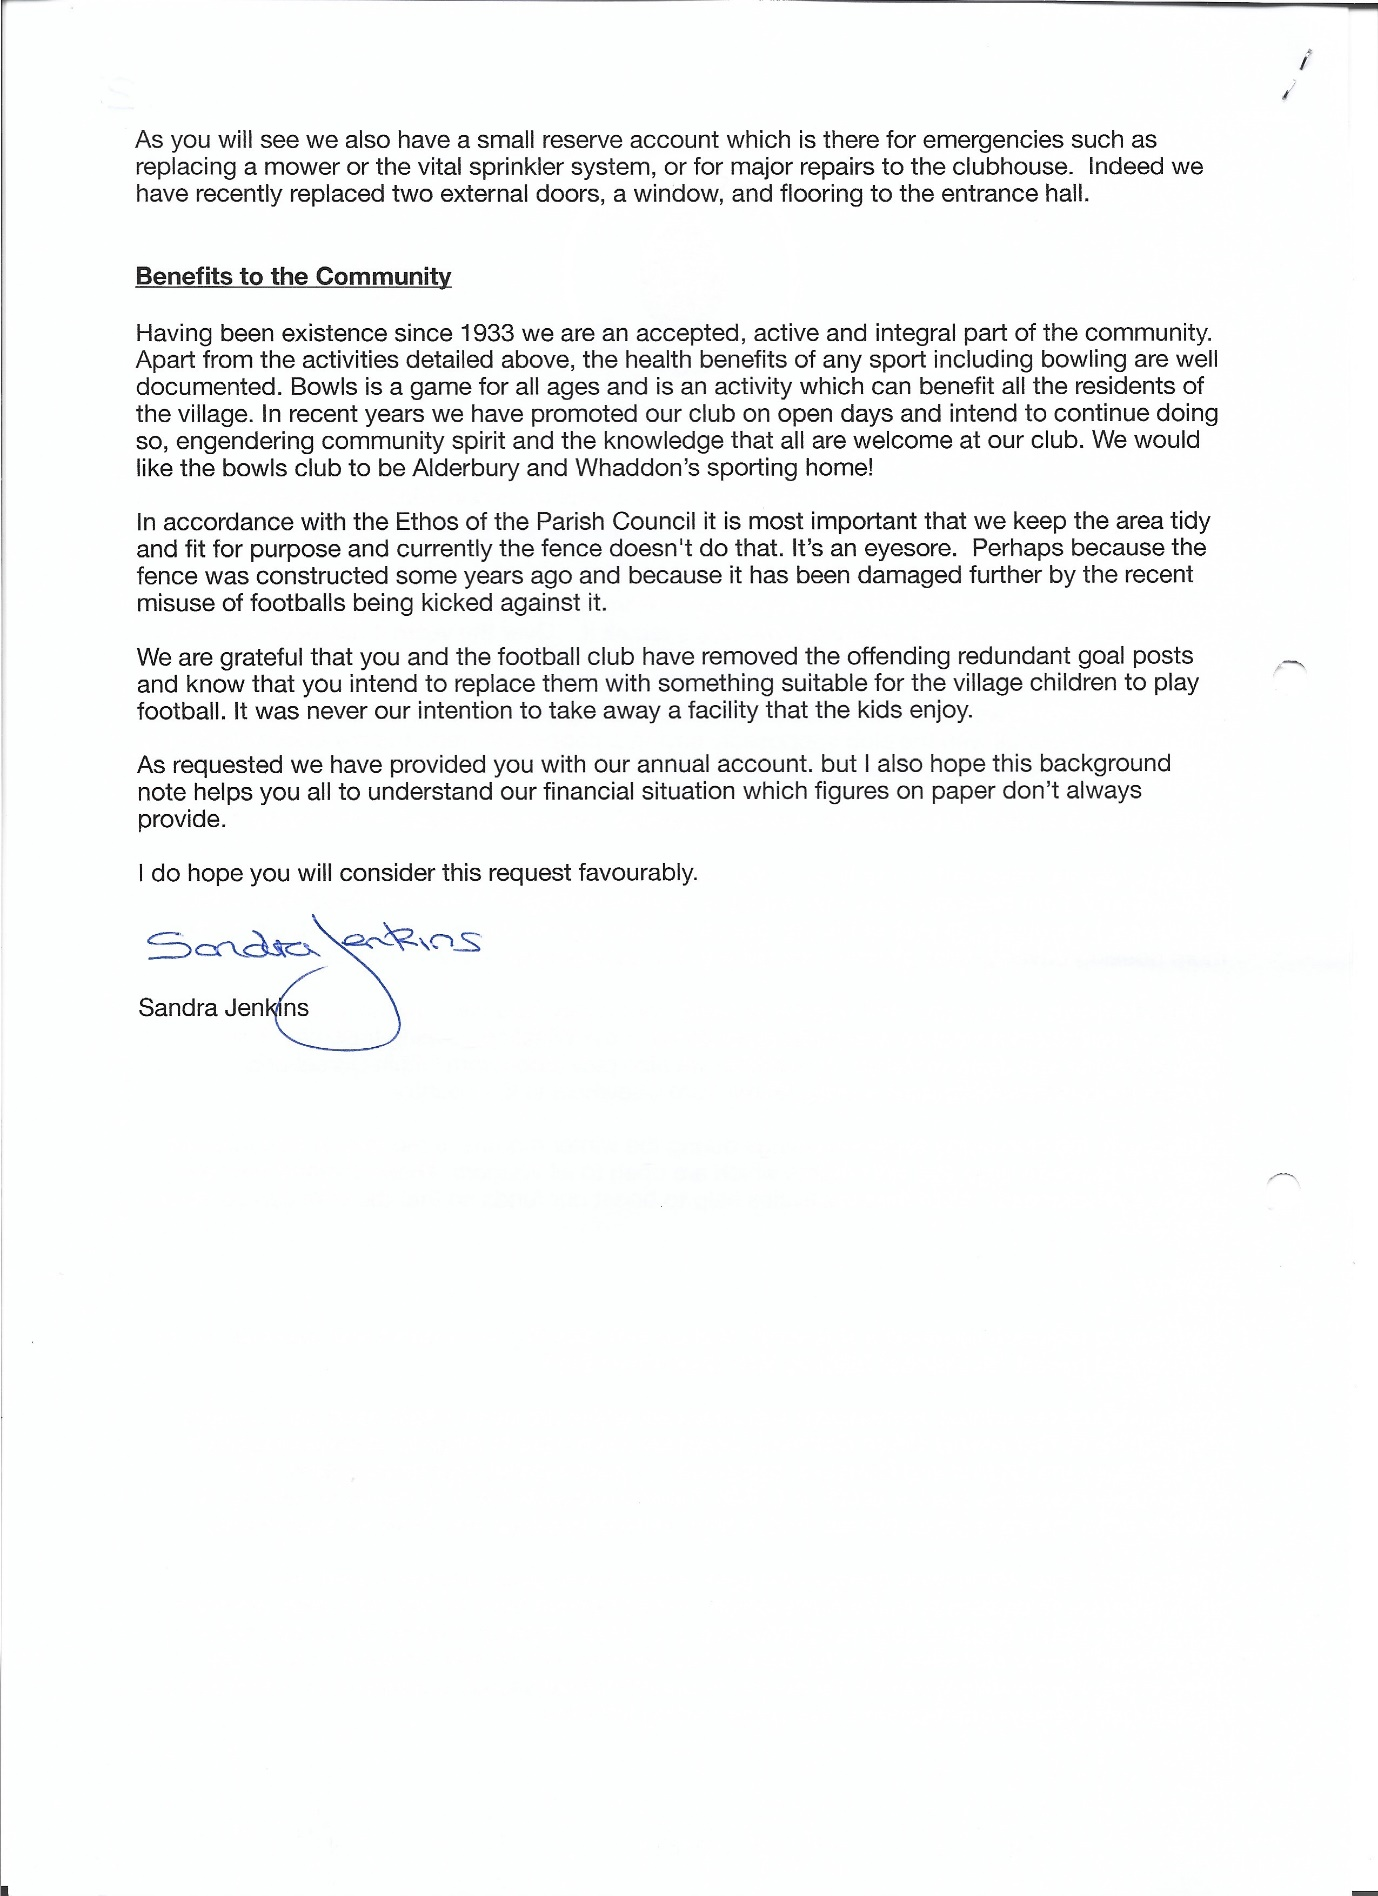 As you will see we also have a small reserve account which is there for emergencies such as
replacing a mower or the vital sprinkler system, or for major repairs to the clubhouse.  Indeed we
have recently replaced two external doors, a window, and flooring to the entrance hall.
Benefits to the Community
Having been existence since 1933 we are an accepted, active and integral part of the community.
Apart from the activities detailed above, the health benefits of any sport including bowling are well
documented. Bowls is a game for all ages and is an activity which can benefit all the residents of
the village. In recent years we have promoted our club on open days and intend to continue doing
so, engendering community spirit and the knowledge that all are welcome at our club. We would
like the bowls club to be Alderbury and Whaddon’s sporting home!
In accordance with the Ethos of the Parish Council it is most important that we keep the area tidy
and fit for purpose and currently the fence doesn't do that. It’s an eyesore.  Perhaps because the
fence was constructed some years ago and because it has been damaged further by the recent
misuse of footballs being kicked against it.
We are grateful that you and the football club have removed the offending redundant goal posts
and know that you intend to replace them with something suitable for the village children to play
football. It was never our intention to take away a facility that the kids enjoy.
As requested we have provided you with our annual account. but I also hope this background
note helps you all to understand our financial situation which figures on paper don’t always
provide.
I do hope you will consider this request favourably.
Sandra Jenkins
Sandra Jenkins